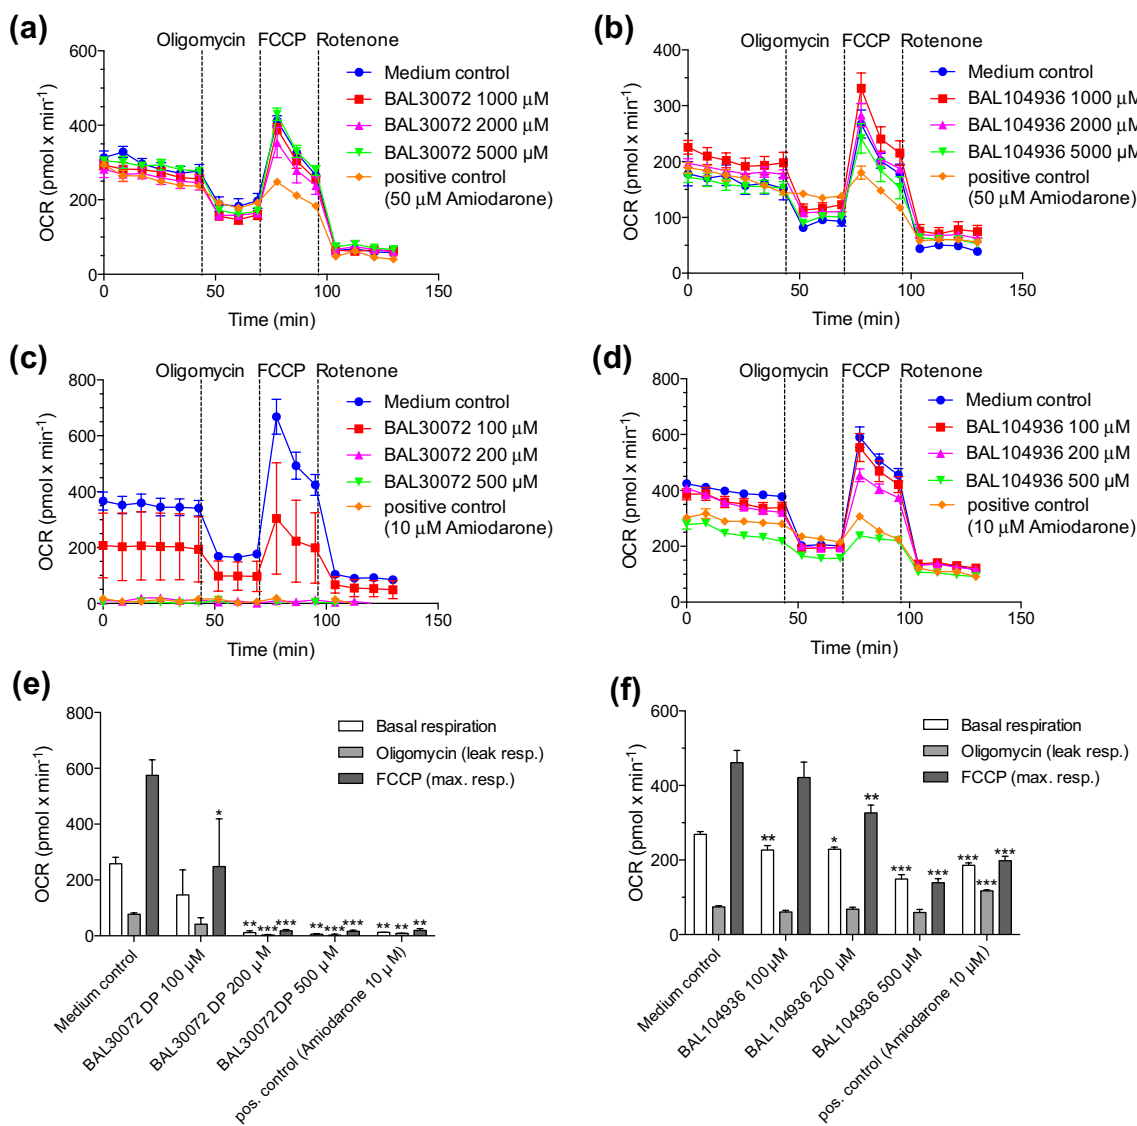 (a)
Oligomycin FCCP Rotenone
600
400
200
0
OCR (pmol x min-1)
0 50 100 150
Time (min)
Medium control
BAL30072 1000 µM
BAL30072 2000 µM
BAL30072 5000 µM
positive control
(50 µM Amiodarone)
(b)
Oligomycin FCCP Rotenone
400
300
200
100
0
OCR (pmol x min-1)
0 50 100 150
Time (min)
Medium control
BAL104936 1000 µM
BAL104936 2000 µM
BAL104936 5000 µM
positive control
(50 µM Amiodarone)
(c)
Oligomycin FCCP Rotenone
800
600
400
200
0
OCR (pmol x min-1)
0 50 100 150
Time (min)
Medium control
BAL30072 100 µM
BAL30072 200 µM
BAL30072 500 µM
positive control
(10 µM Amiodarone)
(d)
Oligomycin FCCP Rotenone
800
600
400
200
0
OCR (pmol x min-1)
0 50 100 150
Time (min)
Medium control
BAL104936 100 µM
BAL104936 200 µM
BAL104936 500 µM
positive control
(10 µM Amiodarone)
(e)
800
600
400
200
0
OCR (pmol x min-1)
Basal respiration
Oligomycin (leak resp.)
FCCP (max. resp.)
*
** *** ***
** *** ***
** ** **
Medium control
BAL30072 DP 100 µM
BAL30072 DP 200 µM
BAL30072 DP 500 µM
pos. control (Amiodarone 10 µM)
(f)
600
400
200
0
OCR (pmol x min-1)
Basal respiration
Oligomycin (leak resp.)
FCCP (max. resp.)
**
* **
*** ***
*** *** ***
Medium control
BAL104936 100 µM
BAL104936 200 µM
BAL104936 500 µM
pos. control (Amiodarone 10 µM)